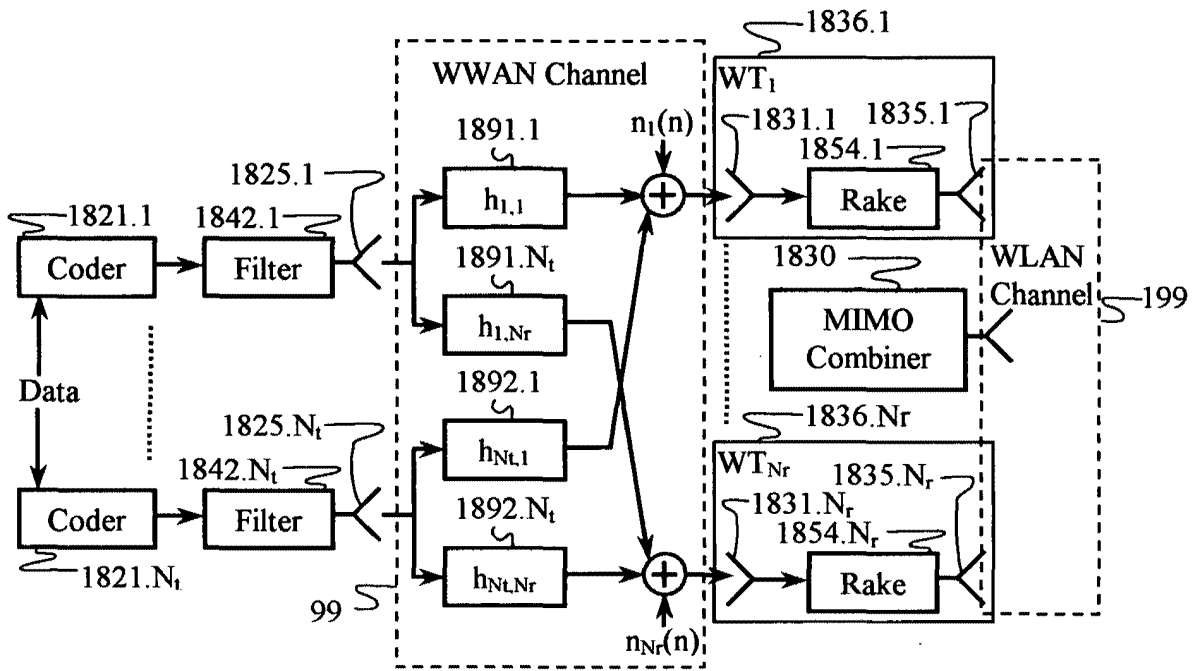 1836.1
WWAN Channel
WT₁
1835.1
1831.1
1891.1
n₁(n)
1854.1
1825.1
h₁,₁
Rake
1821.1
1842.1
1830
WLAN Channel
1891.Nₜ
Coder
Filter
199
h₁,Nr
MIMO Combiner
Data
1892.1
1836.Nr
1825.Nₜ
hNt,1
WTNr
1842.Nₜ
1835.Nᵣ
1892.Nₜ
1831.Nᵣ
Coder
Filter
1854.Nᵣ
hNt,Nr
Rake
1821.Nₜ
99
nNr(n)